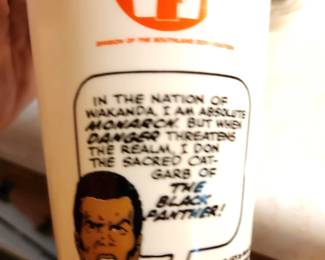 DIVISION OF THE SOUTHLAND CORPORATION
IN THE NATION OF
WAKANDA, I AM ABSOLUTE
MONARCH. BUT WHEN
DANGER THREATENS
THE REALM, I DON
THE SACRED CAT-
GARB OF
THE
BLACK
PANTHER!